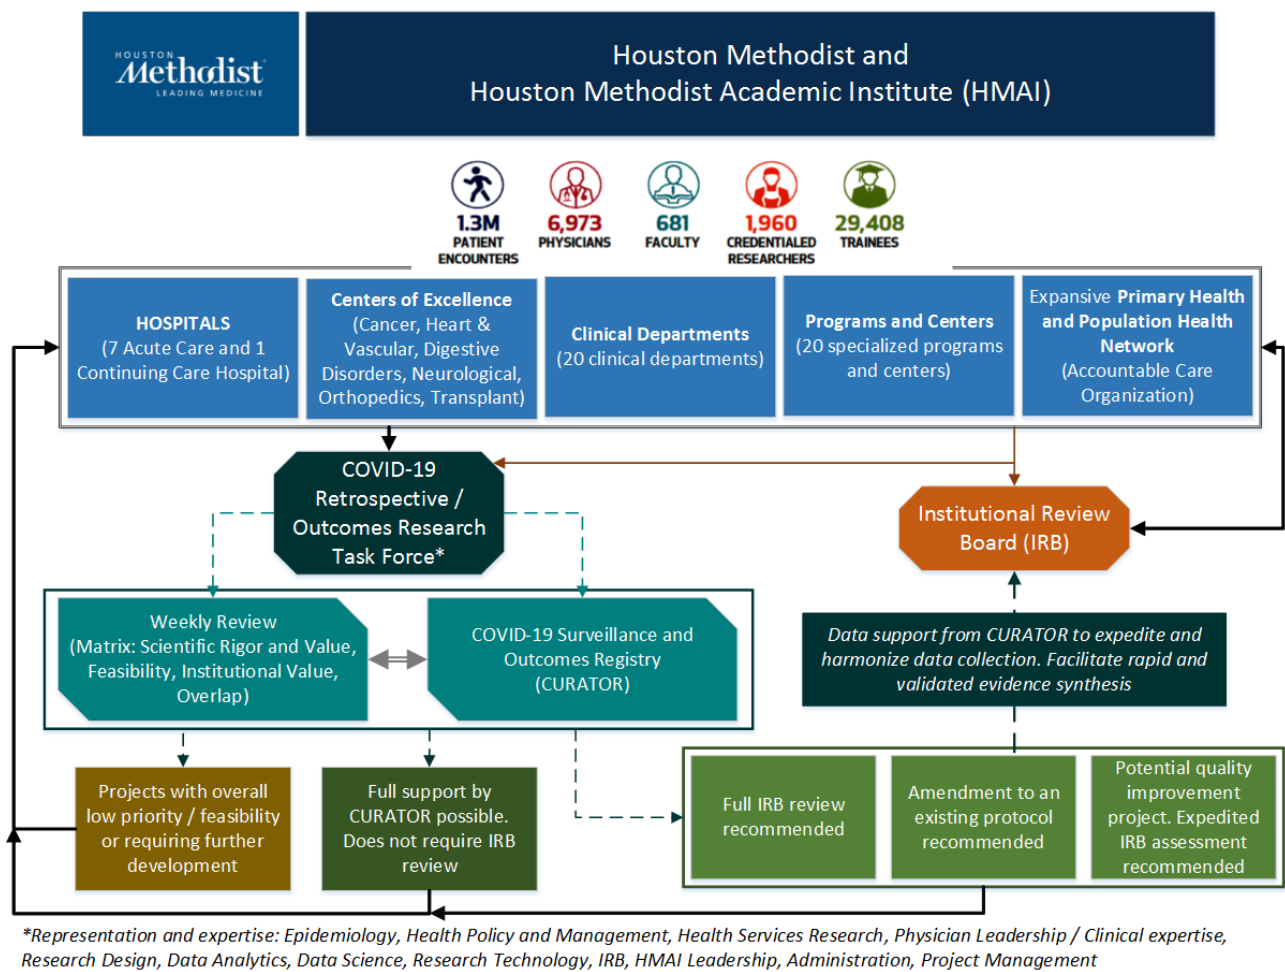 HOUSTON
Methodist
LEADING MEDICINE
Houston Methodist and
Houston Methodist Academic Institute (HMAI)
1.3M
PATIENT
ENCOUNTERS
6,973
PHYSICIANS
681
FACULTY
1,960
CREDENTIALED
RESEARCHERS
29,408
TRAINEES
HOSPITALS
(7 Acute Care and 1
Continuing Care Hospital)
Centers of Excellence
(Cancer, Heart &
Vascular, Digestive
Disorders, Neurological,
Orthopedics, Transplant)
Clinical Departments
(20 clinical departments)
Programs and Centers
(20 specialized programs
and centers)
Expansive Primary Health
and Population Health
Network
(Accountable Care
Organization)
COVID-19
Retrospective /
Outcomes Research
Task Force*
Institutional Review
Board (IRB)
Weekly Review
(Matrix: Scientific Rigor and Value,
Feasibility, Institutional Value,
Overlap)
COVID-19 Surveillance and
Outcomes Registry
(CURATOR)
Data support from CURATOR to expedite and
harmonize data collection. Facilitate rapid and
validated evidence synthesis
Projects with overall
low priority / feasibility
or requiring further
development
Full support by
CURATOR possible.
Does not require IRB
review
Full IRB review
recommended
Amendment to an
existing protocol
recommended
Potential quality
improvement
project. Expedited
IRB assessment
recommended
*Representation and expertise: Epidemiology, Health Policy and Management, Health Services Research, Physician Leadership / Clinical expertise,
Research Design, Data Analytics, Data Science, Research Technology, IRB, HMAI Leadership, Administration, Project Management